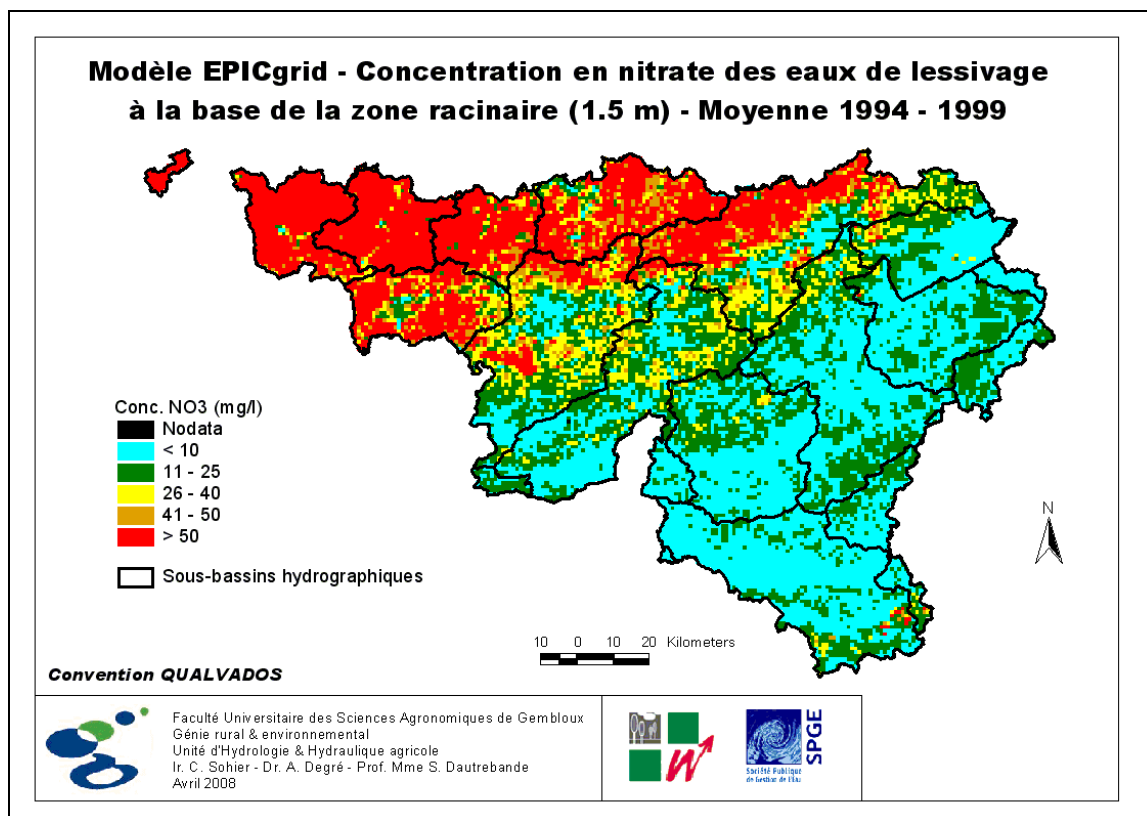 Modèle EPICgrid - Concentration en nitrate des eaux de lessivage
à la base de la zone racinaire (1.5 m) - Moyenne 1994 - 1999
Conc. NO3 (mg/l)
Nodata
< 10
11 - 25
26 - 40
41 - 50
> 50
Sous-bassins hydrographiques
N
10 0 10 20 Kilometers
Convention QUALVADOS
Faculté Universitaire des Sciences Agronomiques de Gembloux
Génie rural & environnemental
Unité d'Hydrologie & Hydraulique agricole
Ir. C. Sohier - Dr. A. Degré - Prof. Mme S. Dautrebande
Avril 2008
W
SPGE
Société Publique
de Gestion de l'Eau